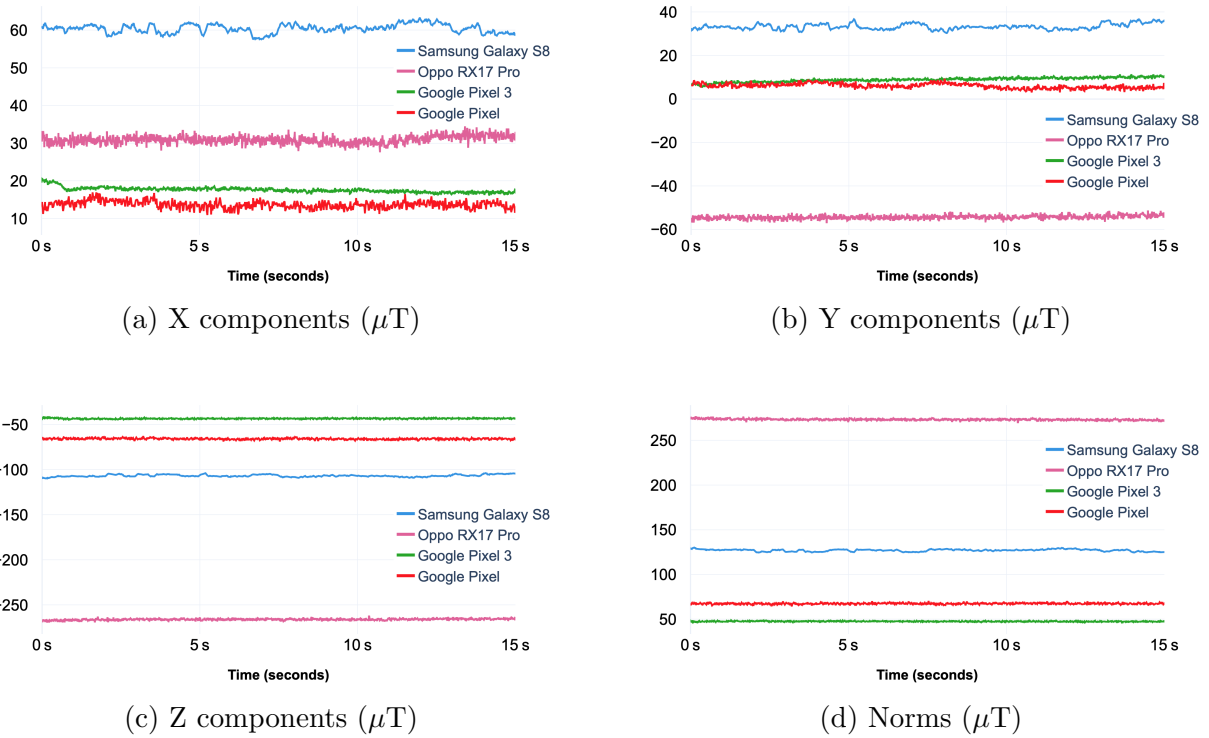 60
50
40
30
20
10
0 s
5 s
10 s
15 s
Time (seconds)
Samsung Galaxy S8
Oppo RX17 Pro
Google Pixel 3
Google Pixel
(a) X components (μT)
40
20
0
−20
−40
−60
0 s
5 s
10 s
15 s
Time (seconds)
Samsung Galaxy S8
Oppo RX17 Pro
Google Pixel 3
Google Pixel
(b) Y components (μT)
−50
−100
−150
−200
−250
0 s
5 s
10 s
15 s
Time (seconds)
Samsung Galaxy S8
Oppo RX17 Pro
Google Pixel 3
Google Pixel
(c) Z components (μT)
250
200
150
100
50
0 s
5 s
10 s
15 s
Time (seconds)
Samsung Galaxy S8
Oppo RX17 Pro
Google Pixel 3
Google Pixel
(d) Norms (μT)